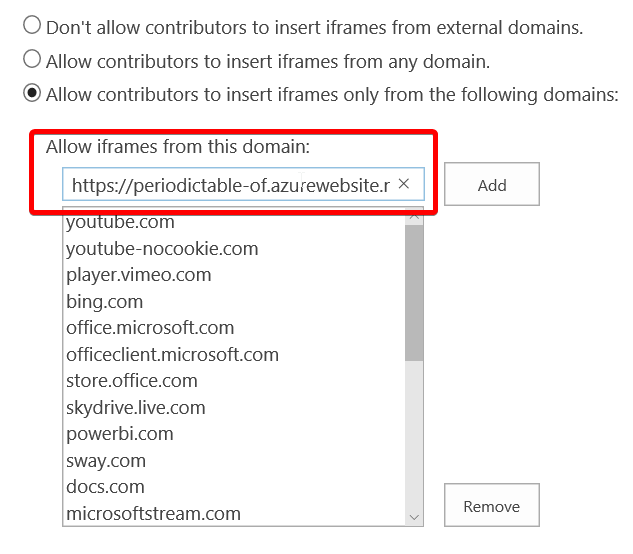 Don't allow contributors to insert iframes from external domains.
Allow contributors to insert iframes from any domain.
Allow contributors to insert iframes only from the following domains:
Allow iframes from this domain:
https://periodictable-of.azurewebsite.r
Add
youtube.com
youtube-nocookie.com
player.vimeo.com
bing.com
office.microsoft.com
officeclient.microsoft.com
store.office.com
skydrive.live.com
powerbi.com
sway.com
docs.com
microsoftstream.com
Remove